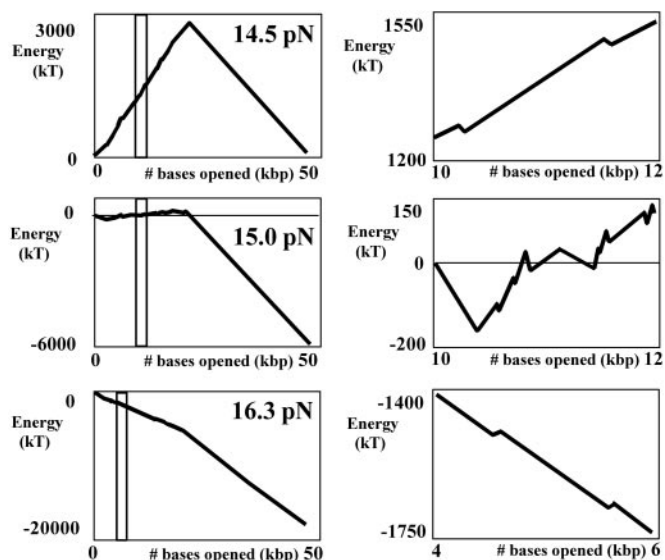 3000
Energy
(kT)
14.5 pN
0
0
# bases opened (kbp)
50
1550
Energy
(kT)
1200
10
# bases opened (kbp)
12
0
Energy
(kT)
15.0 pN
-6000
0
# bases opened (kbp)
50
150
Energy
(kT)
0
-200
10
# bases opened (kbp)
12
0
Energy
(kT)
16.3 pN
-20000
0
# bases opened (kbp)
50
-1400
Energy
(kT)
-1750
4
# bases opened (kbp)
6